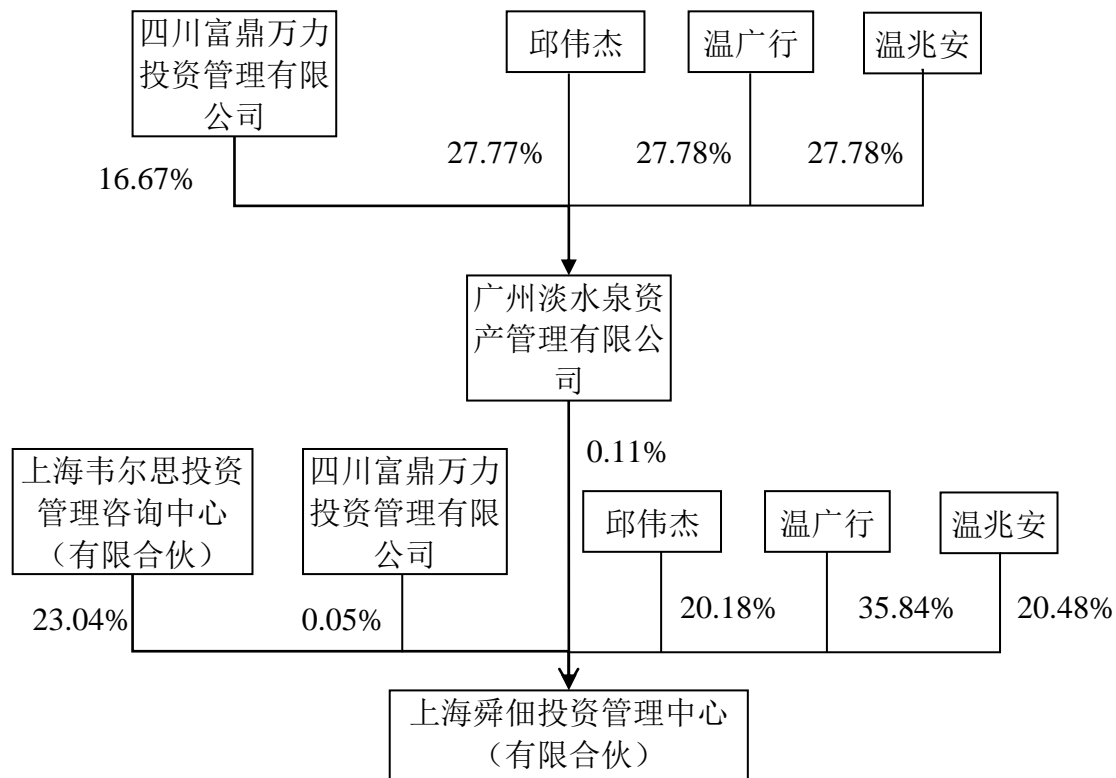 四川富鼎万力
投资管理有限
公司
邱伟杰
温广行
温兆安
16.67%
27.77%
27.78%
27.78%
广州淡水泉资
产管理有限公
司
0.11%
上海韦尔思投资
管理咨询中心
（有限合伙）
四川富鼎万力
投资管理有限
公司
邱伟杰
温广行
温兆安
23.04%
0.05%
20.18%
35.84%
20.48%
上海舜佃投资管理中心
（有限合伙）